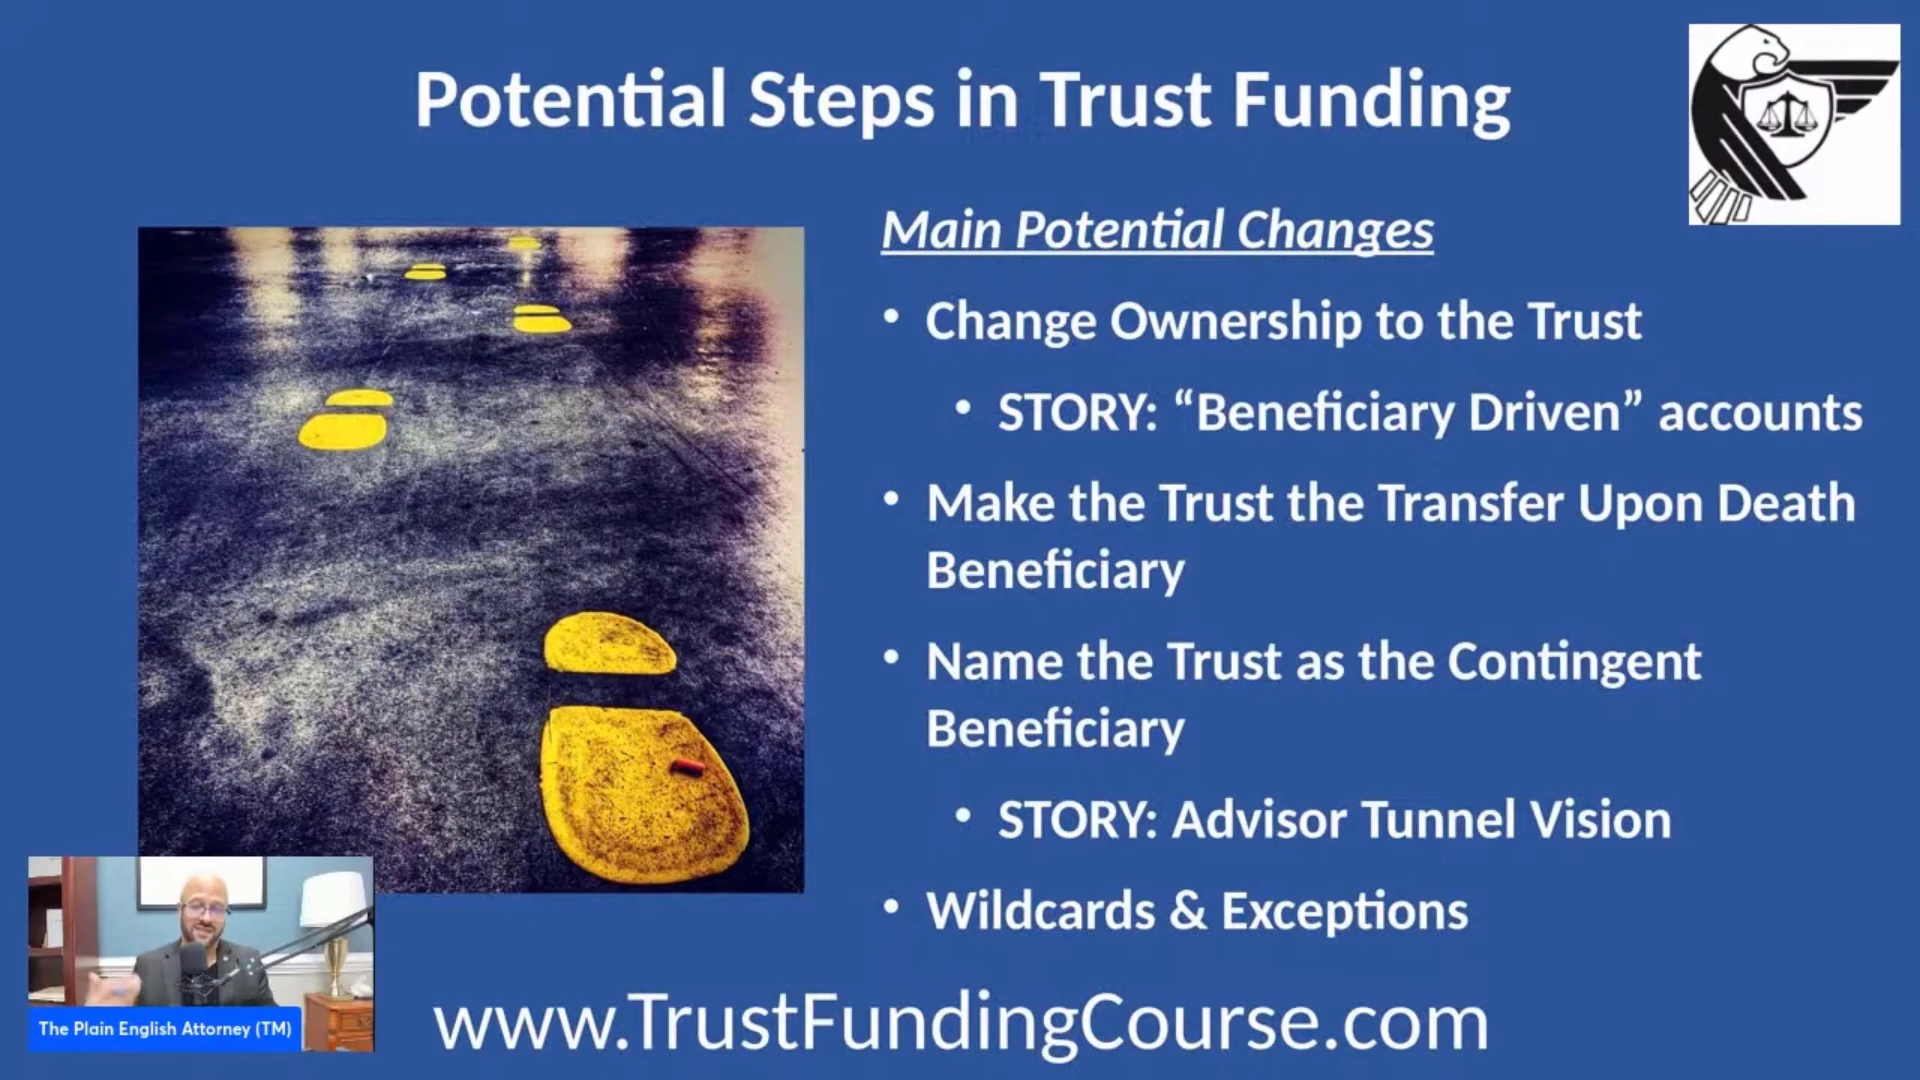 Potential Steps in Trust Funding
Main Potential Changes
• Change Ownership to the Trust
• STORY: “Beneficiary Driven” accounts
• Make the Trust the Transfer Upon Death
Beneficiary
• Name the Trust as the Contingent
Beneficiary
• STORY: Advisor Tunnel Vision
• Wildcards & Exceptions
The Plain English Attorney (TM)
www.TrustFundingCourse.com